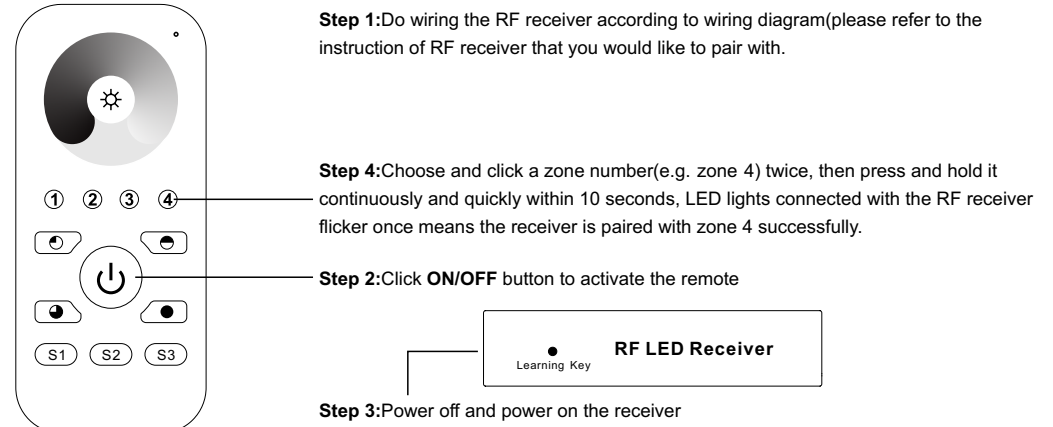 Step 1:Do wiring the RF receiver according to wiring diagram(please refer to the
instruction of RF receiver that you would like to pair with.
Step 4:Choose and click a zone number(e.g. zone 4) twice, then press and hold it
continuously and quickly within 10 seconds, LED lights connected with the RF receiver
flicker once means the receiver is paired with zone 4 successfully.
1 2 3 4
Step 2:Click ON/OFF button to activate the remote
RF LED Receiver
Learning Key
S1 S2 S3
Step 3:Power off and power on the receiver